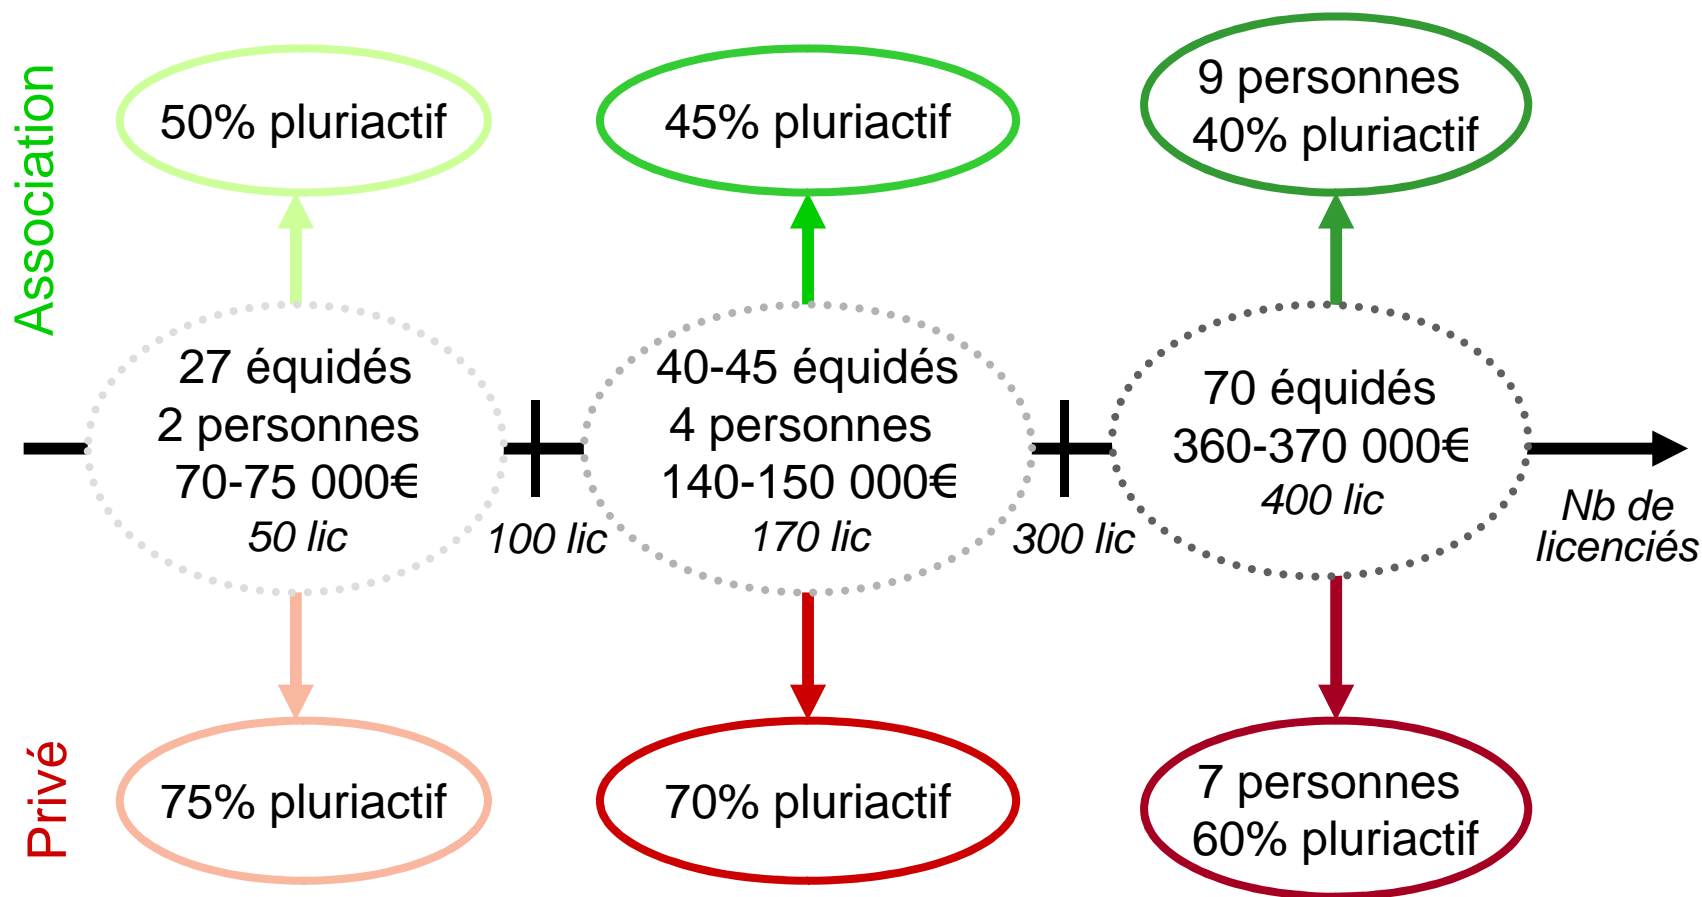 Association
50% pluriactif
45% pluriactif
9 personnes
40% pluriactif
27 équidés
2 personnes
70-75 000€
50 lic
100 lic
40-45 équidés
4 personnes
140-150 000€
170 lic
300 lic
70 équidés
360-370 000€
400 lic
Nb de
licenciés
Privé
75% pluriactif
70% pluriactif
7 personnes
60% pluriactif